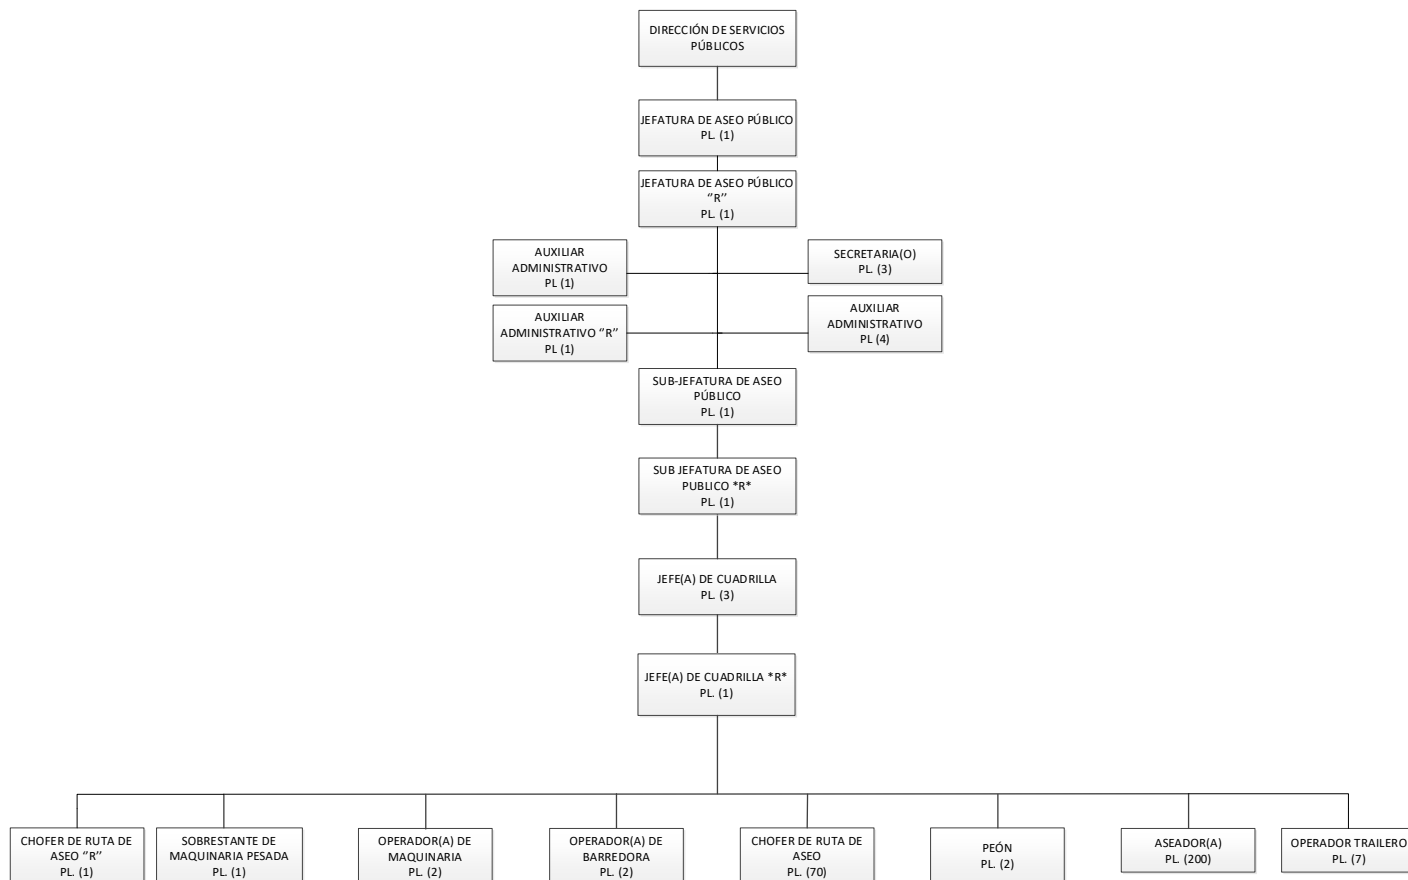 DIRECCIÓN DE SERVICIOS
PÚBLICOS
JEFATURA DE ASEO PÚBLICO
PL. (1)
JEFATURA DE ASEO PÚBLICO
‘’R’’
PL. (1)
AUXILIAR
ADMINISTRATIVO
PL (1)
SECRETARIA(O)
PL. (3)
AUXILIAR
ADMINISTRATIVO ‘’R’’
PL (1)
AUXILIAR
ADMINISTRATIVO
PL (4)
SUB-JEFATURA DE ASEO
PÚBLICO
PL. (1)
SUB JEFATURA DE ASEO
PUBLICO *R*
PL. (1)
JEFE(A) DE CUADRILLA
PL. (3)
JEFE(A) DE CUADRILLA *R*
PL. (1)
CHOFER DE RUTA DE
ASEO ‘’R’’
PL. (1)
SOBRESTANTE DE
MAQUINARIA PESADA
PL. (1)
OPERADOR(A) DE
MAQUINARIA
PL. (2)
OPERADOR(A) DE
BARREDORA
PL. (2)
CHOFER DE RUTA DE
ASEO
PL. (70)
PEÓN
PL. (2)
ASEADOR(A)
PL. (200)
OPERADOR TRAILERO
PL. (7)